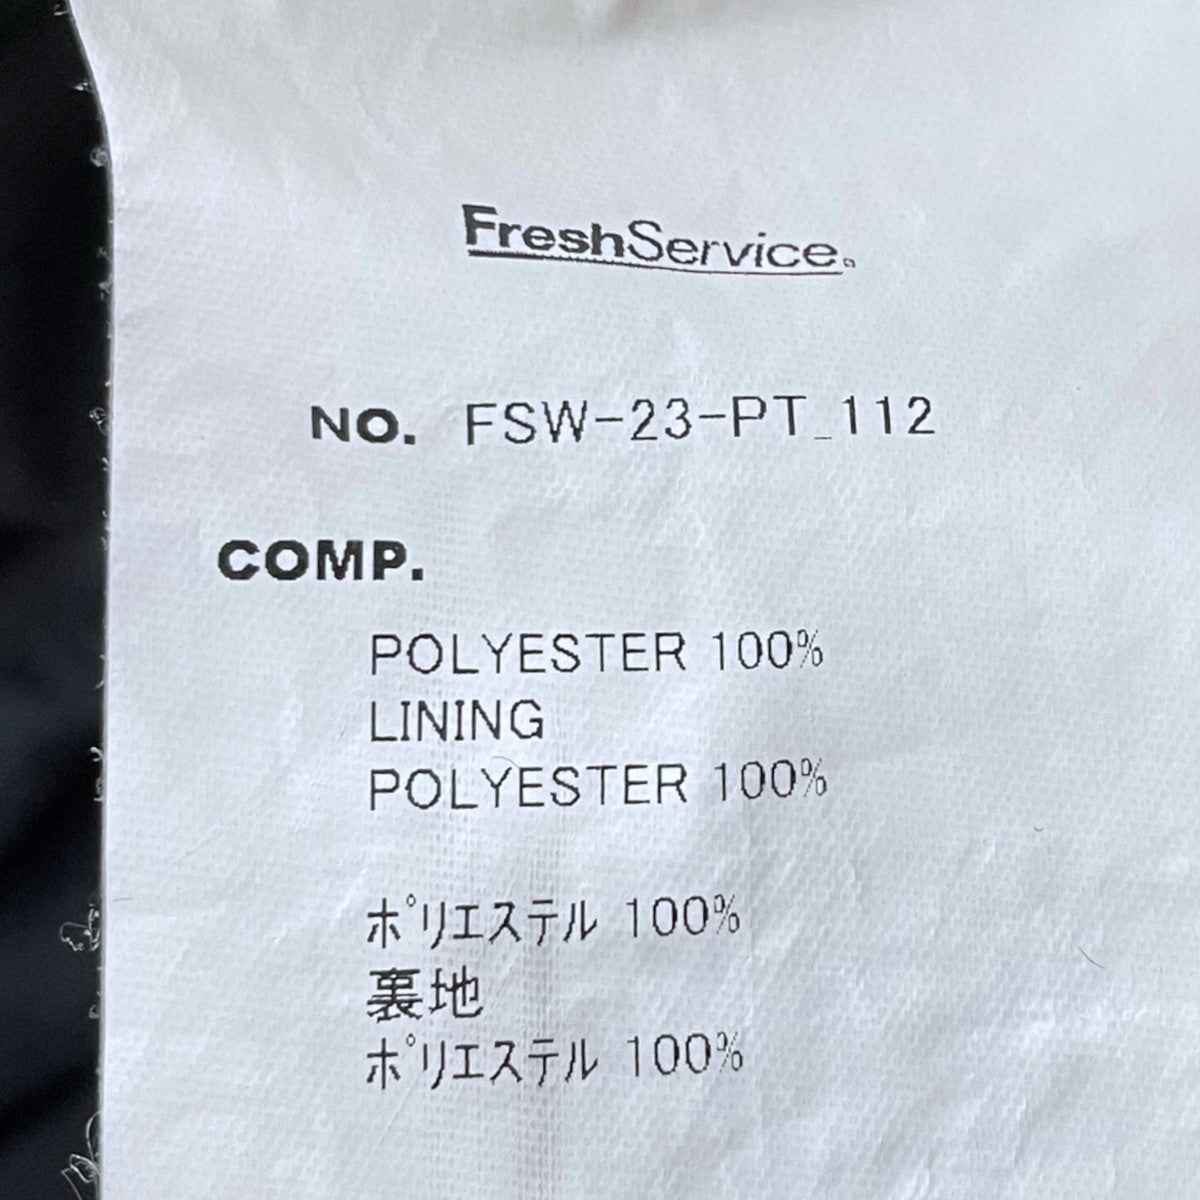 FreshService.
NO. FSW-23-PT_112
COMP.
POLYESTER 100%
LINING
POLYESTER 100%
ﾎﾟﾘｴｽﾃﾙ 100%
裏地
ﾎﾟﾘｴｽﾃﾙ 100%